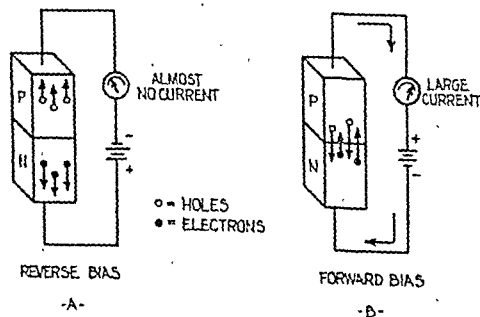 P
N
ALMOST
NO CURRENT
-
+
○ = HOLES
● = ELECTRONS
REVERSE BIAS
-A-
P
N
LARGE
CURRENT
+
-
FORWARD BIAS
-B-